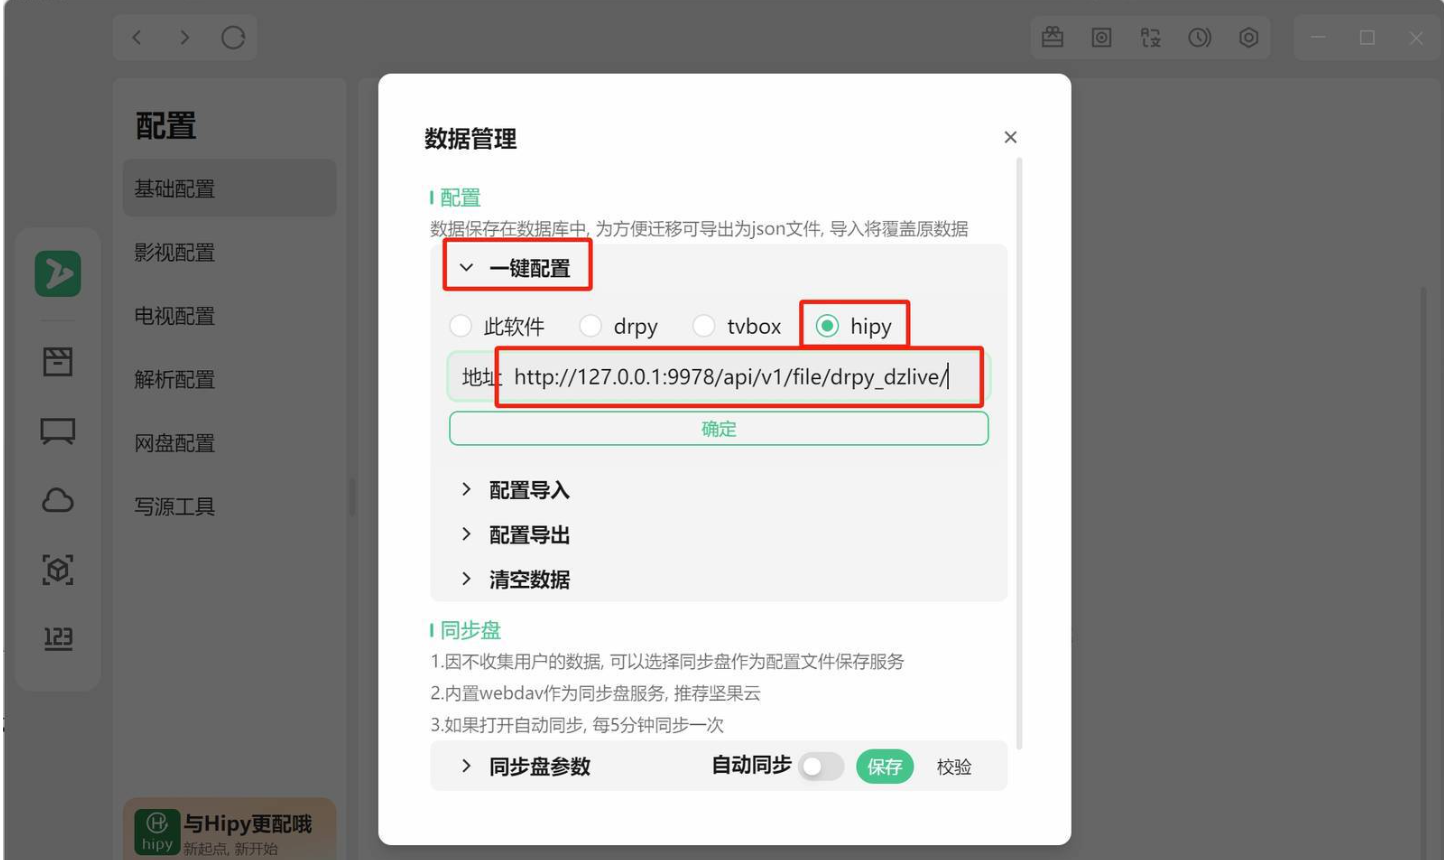 配置
基础配置
影视配置
电视配置
解析配置
网盘配置
写源工具
123
与Hipy更配哦
hipy
新起点, 新开始
数据管理
配置
数据保存在数据库中, 为方便迁移可导出为json文件, 导入将覆盖原数据
一键配置
此软件 drpy tvbox hipy
地址 http://127.0.0.1:9978/api/v1/file/drpy_dzlive/
确定
配置导入
配置导出
清空数据
同步盘
1.因不收集用户的数据, 可以选择同步盘作为配置文件保存服务
2.内置webdav作为同步盘服务, 推荐坚果云
3.如果打开自动同步, 每5分钟同步一次
同步盘参数 自动同步 保存 校验